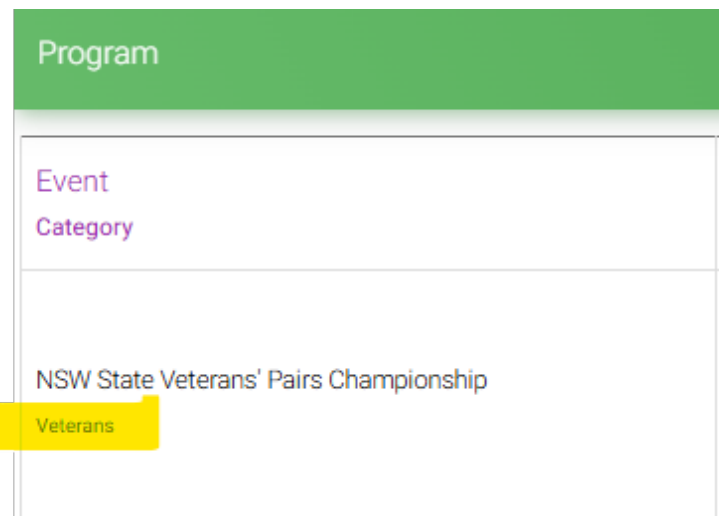 Program
Event
Category
NSW State Veterans' Pairs Championship
Veterans